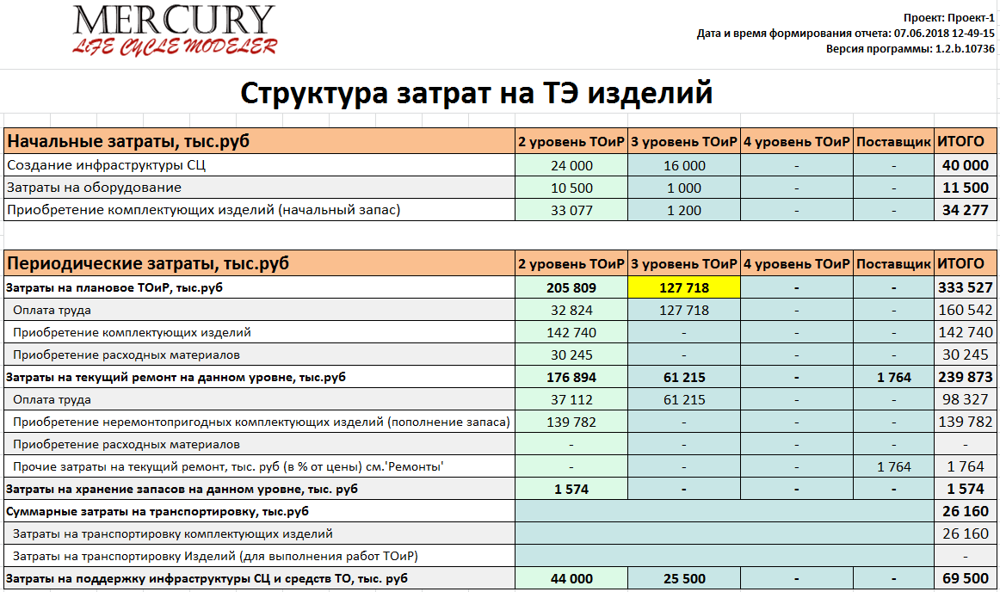 MERCURY
LIFE CYCLE MODELER
Проект: Проект-1
Дата и время формирования отчета: 07.06.2018 12-49-15
Версия программы: 1.2.b.10736
Структура затрат на ТЭ изделий
Начальные затраты, тыс.руб 2 уровень ТОиР 3 уровень ТОиР 4 уровень ТОиР Поставщик ИТОГО
Создание инфраструктуры СЦ 24 000 16 000 - - 40 000
Затраты на оборудование 10 500 1 000 - - 11 500
Приобретение комплектующих изделий (начальный запас) 33 077 1 200 - - 34 277
Периодические затраты, тыс.руб 2 уровень ТОиР 3 уровень ТОиР 4 уровень ТОиР Поставщик ИТОГО
Затраты на плановое ТОиР, тыс.руб 205 809 127 718 - - 333 527
Оплата труда 32 824 127 718 - - 160 542
Приобретение комплектующих изделий 142 740 - - - 142 740
Приобретение расходных материалов 30 245 - - - 30 245
Затраты на текущий ремонт на данном уровне, тыс.руб 176 894 61 215 - 1 764 239 873
Оплата труда 37 112 61 215 - - 98 327
Приобретение неремонтопригодных комплектующих изделий (пополнение запаса) 139 782 - - - 139 782
Приобретение расходных материалов - - - - -
Прочие затраты на текущий ремонт, тыс. руб (в % от цены) см.'Ремонты' - - - 1 764 1 764
Затраты на хранение запасов на данном уровне, тыс. руб 1 574 - - - 1 574
Суммарные затраты на транспортировку, тыс.руб 26 160
Затраты на транспортировку комплектующих изделий 26 160
Затраты на транспортировку Изделий (для выполнения работ ТОиР) -
Затраты на поддержку инфраструктуры СЦ и средств ТО, тыс. руб 44 000 25 500 - - 69 500